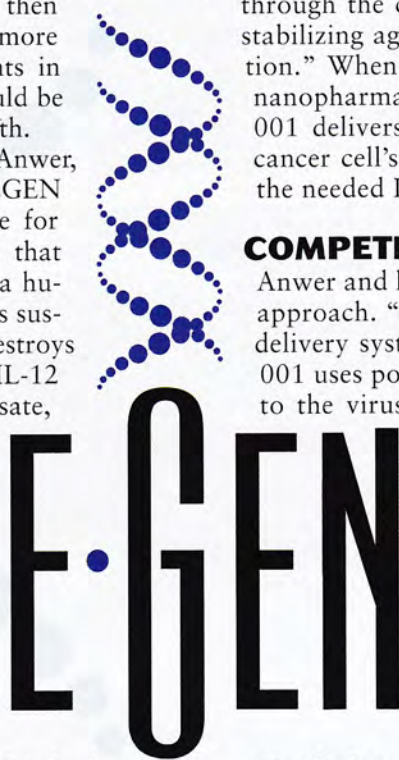 then
more
nts in
uld be
th.
Anwer,
EGEN
e for
that
a hu-
s sus-
estroys
IL-12
sate,
through the
stabilizing ag
tion.” When
nanopharma
001 delivers
cancer cell’s
the needed
COMPETI
Anwer and
approach. “
delivery syst
001 uses po
to the virus
E·GEN